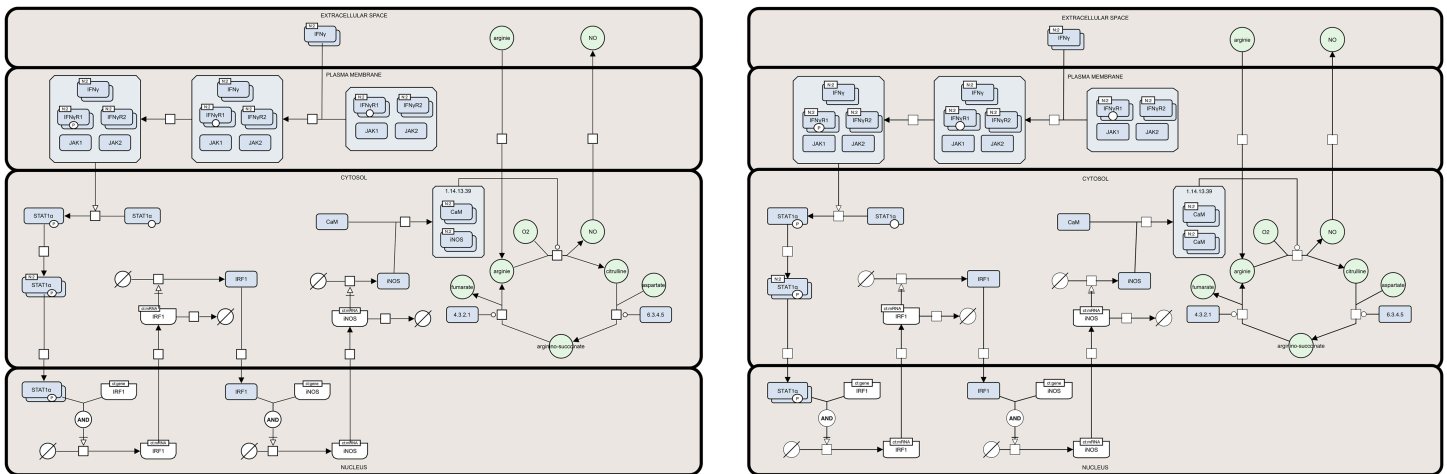 EXTRACELLULAR SPACE
N:2
IFNγ
arginie
NO
PLASMA MEMBRANE
N:2
IFNγ
N:2
IFNγR1
P
N:2
IFNγR2
JAK1
JAK2
N:2
IFNγ
N:2
IFNγR1
N:2
IFNγR2
JAK1
JAK2
N:2
IFNγR1
N:2
IFNγR2
JAK1
JAK2
CYTOSOL
STAT1α
P
STAT1α
CaM
1.14.13.39
N:2
CaM
N:2
iNOS
O2
NO
N:2
STAT1α
P
IRF1
iNOS
arginie
citrulline
fumarate
aspartate
ct:mRNA
IRF1
ct:mRNA
iNOS
4.3.2.1
6.3.4.5
arginino-succinate
STAT1α
P
ct:gene
IRF1
IRF1
ct:gene
iNOS
AND
AND
ct:mRNA
IRF1
ct:mRNA
iNOS
NUCLEUS
EXTRACELLULAR SPACE
N:2
IFNγ
arginie
NO
PLASMA MEMBRANE
N:2
IFNγ
N:2
IFNγR1
P
N:2
IFNγR2
JAK1
JAK2
N:2
IFNγ
N:2
IFNγR1
N:2
IFNγR2
JAK1
JAK2
N:2
IFNγR1
N:2
IFNγR2
JAK1
JAK2
CYTOSOL
STAT1α
P
STAT1α
CaM
1.14.13.39
N:2
CaM
N:2
CaM
O2
NO
N:2
STAT1α
P
IRF1
iNOS
arginie
citrulline
fumarate
aspartate
ct:mRNA
IRF1
ct:mRNA
iNOS
4.3.2.1
6.3.4.5
arginino-succinate
STAT1α
P
ct:gene
IRF1
IRF1
ct:gene
iNOS
AND
AND
ct:mRNA
IRF1
ct:mRNA
iNOS
NUCLEUS